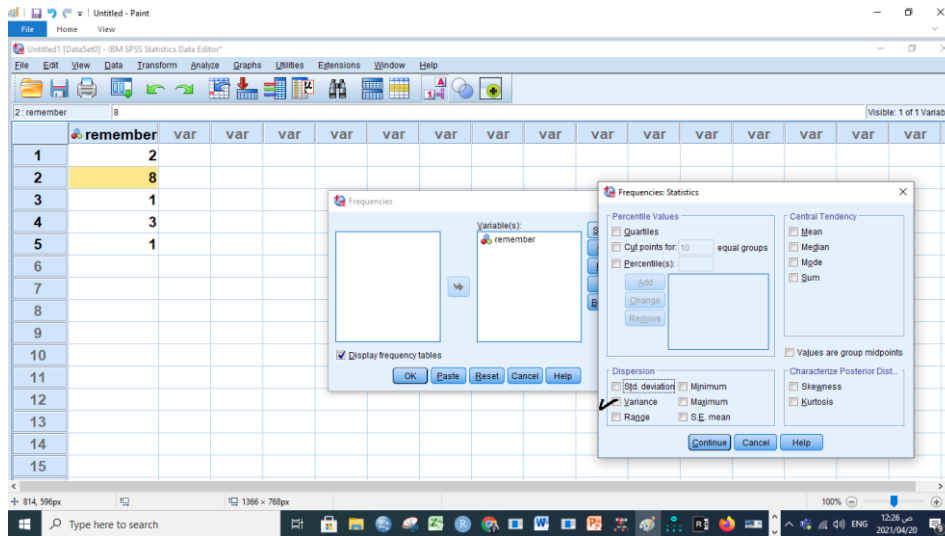 Untitled - Paint
File Home View
Untitled1 [DataSet0] - IBM SPSS Statistics Data Editor*
File Edit View Data Transform Analyze Graphs Utilities Extensions Window Help
2 : remember 8 Visible: 1 of 1 Variab
remember var var var var var var var var var var var var var var var
1 2
2 8
3 1
4 3
5 1
6
7
8
9
10
11
12
13
14
15
Frequencies
Variable(s):
remember
Display frequency tables
OK Paste Reset Cancel Help
Frequencies: Statistics
Percentile Values
Quartiles
Cut points for: 10 equal groups
Percentile(s):
Add
Change
Remove
Central Tendency
Mean
Median
Mode
Sum
Values are group midpoints
Dispersion
Std. deviation Minimum
Variance Maximum
Range S.E. mean
Characterize Posterior Dist...
Skewness
Kurtosis
Continue Cancel Help
814, 596px 1366 × 768px 100%
Type here to search
ENG
12:26 ص
2021/04/20